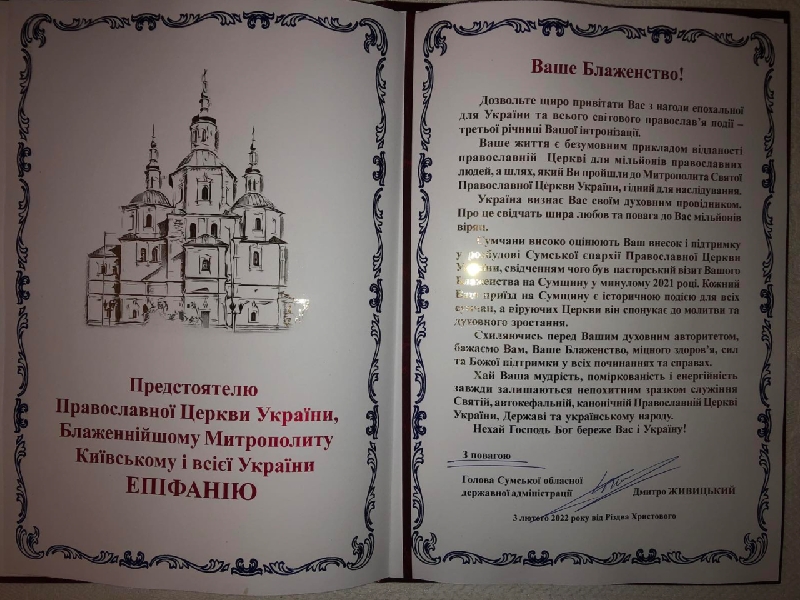 Предстоятелю
Православної Церкви України,
Блаженнійшому Митрополиту
Київському і всієї України
ЕПІФАНІЮ
Ваше Блаженство!
Дозвольте щиро привітати Вас з нагоди епохальної
для України та всього світового православ'я події –
третьої річниці Вашої інтронізації.
Ваше життя є безумовним прикладом відданості
православній Церкві для мільйонів православних
людей, а шлях, який Ви пройшли до Митрополита Святої
Православної Церкви України, гідний для наслідування.
Україна визнає Вас своїм духовним провідником.
Про це свідчать щира любов та повага до Вас мільйонів
вірян.
Сумчани високо оцінюють Ваш внесок і підтримку
у розбудові Сумської єпархії Православної Церкви
України, свідченням чого був пасторський візит Вашого
Блаженства на Сумщину у минулому 2021 році. Кожний
приїзд на Сумщину є історичною подією для всіх
а віруючих Церкви він спонукає до молитви та
духовного зростання.
Схиляючись перед Вашим духовним авторитетом,
бажаємо Вам, Ваше Блаженство, міцного здоров'я, сил
та Божої підтримки у всіх починаннях та справах.
Хай Ваша мудрість, поміркованість і енергійність
завжди залишаються непохитним зразком служіння
Святій, автокефальній, канонічній Православній Церкві
України, Державі та українському народу.
Нехай Господь Бог береже Вас і Україну!
З повагою
Голова Сумської обласної
державної адміністрації Дмитро ЖИВИЦЬКИЙ
3 лютого 2022 року від Різдва Христового